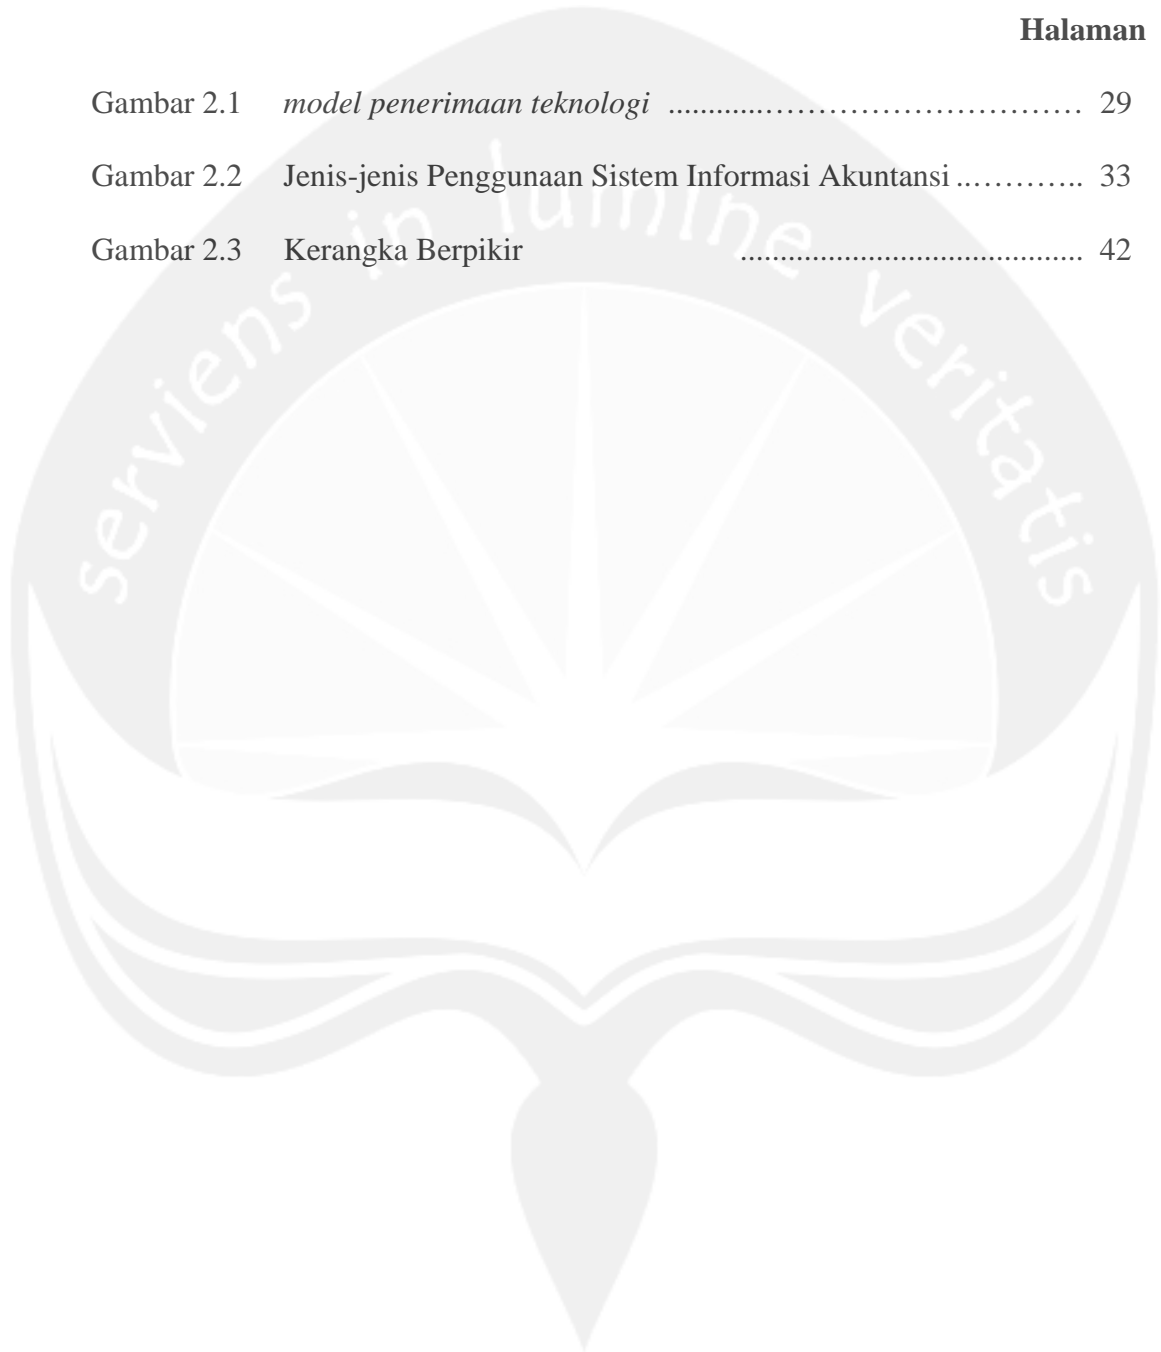 Halaman
Gambar 2.1 model penerimaan teknologi ............………………………… 29
Gambar 2.2 Jenis-jenis Penggunaan Sistem Informasi Akuntansi ..……….. 33
Gambar 2.3 Kerangka Berpikir ............................................ 42
serviens in lumine veritatis